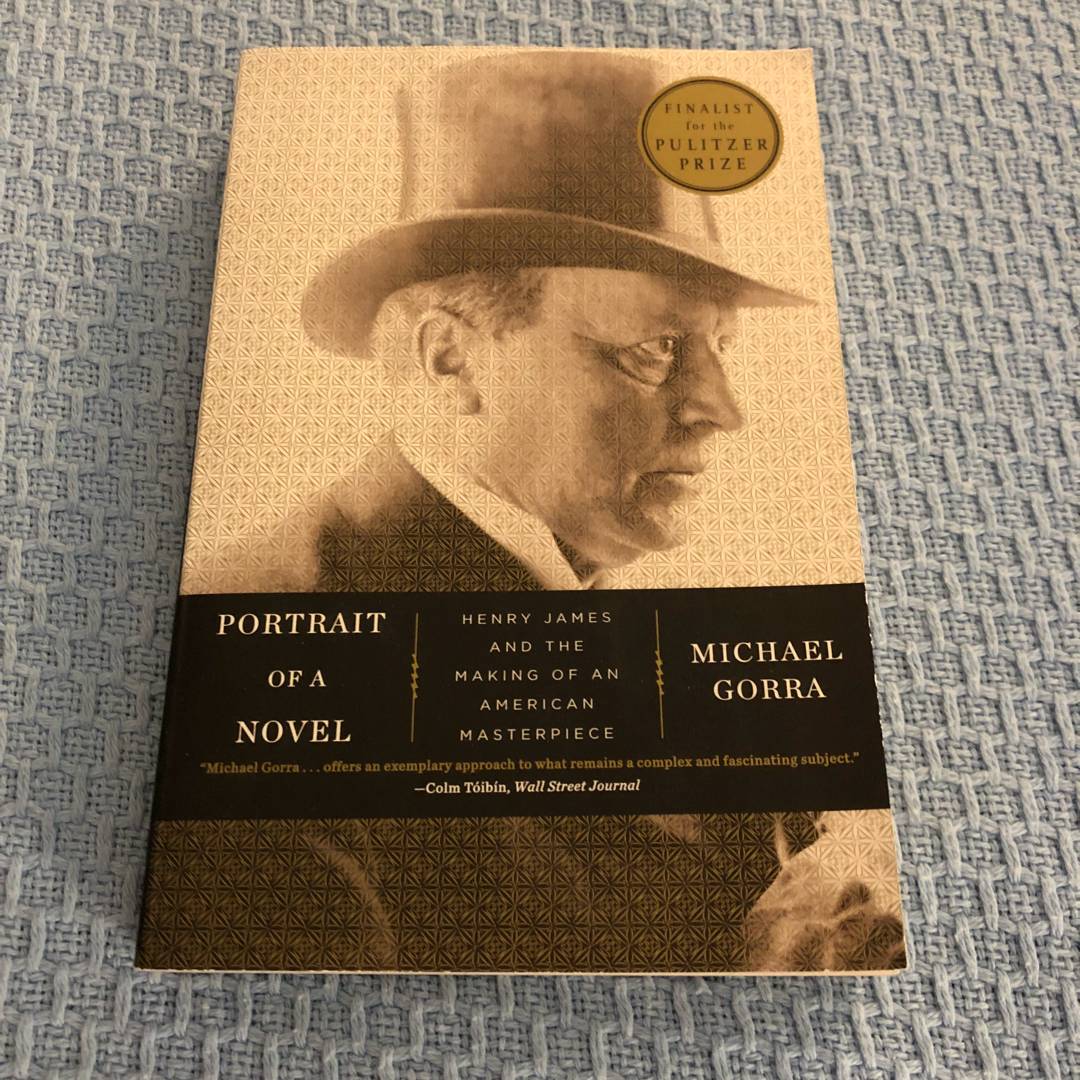 FINALIST
for the
PULITZER
PRIZE
PORTRAIT
OF A
NOVEL
HENRY JAMES
AND THE
MAKING OF AN
AMERICAN
MASTERPIECE
MICHAEL
GORRA
“Michael Gorra . . . offers an exemplary approach to what remains a complex and fascinating subject.”
—Colm Tóibín, Wall Street Journal